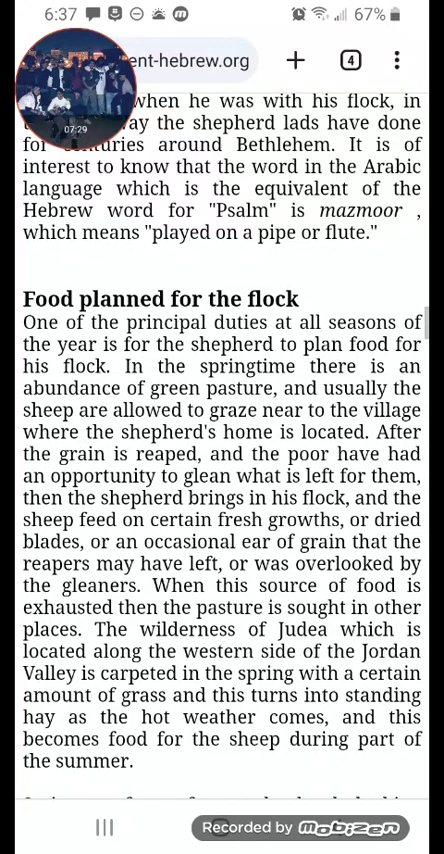 6:37 67%
ent-hebrew.org 4
when he was with his flock, in
ay the shepherd lads have done
for centuries around Bethlehem. It is of
07:29
interest to know that the word in the Arabic
language which is the equivalent of the
Hebrew word for "Psalm" is mazmoor ,
which means "played on a pipe or flute."
Food planned for the flock
One of the principal duties at all seasons of
the year is for the shepherd to plan food for
his flock. In the springtime there is an
abundance of green pasture, and usually the
sheep are allowed to graze near to the village
where the shepherd's home is located. After
the grain is reaped, and the poor have had
an opportunity to glean what is left for them,
then the shepherd brings in his flock, and the
sheep feed on certain fresh growths, or dried
blades, or an occasional ear of grain that the
reapers may have left, or was overlooked by
the gleaners. When this source of food is
exhausted then the pasture is sought in other
places. The wilderness of Judea which is
located along the western side of the Jordan
Valley is carpeted in the spring with a certain
amount of grass and this turns into standing
hay as the hot weather comes, and this
becomes food for the sheep during part of
the summer.
Recorded by Mobizen